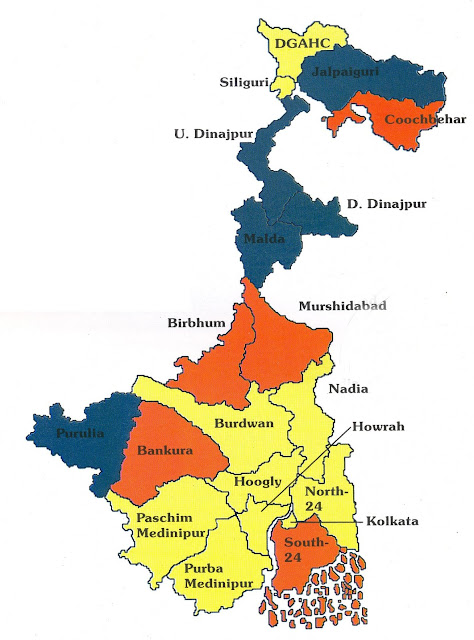 DGAHC
Jalpaiguri
Siliguri
Coochbehar
U. Dinajpur
D. Dinajpur
Malda
Murshidabad
Birbhum
Nadia
Burdwan
Howrah
Purulia
Bankura
Hoogly
North-
24
Paschim
Medinipur
Kolkata
South-
24
Purba
Medinipur